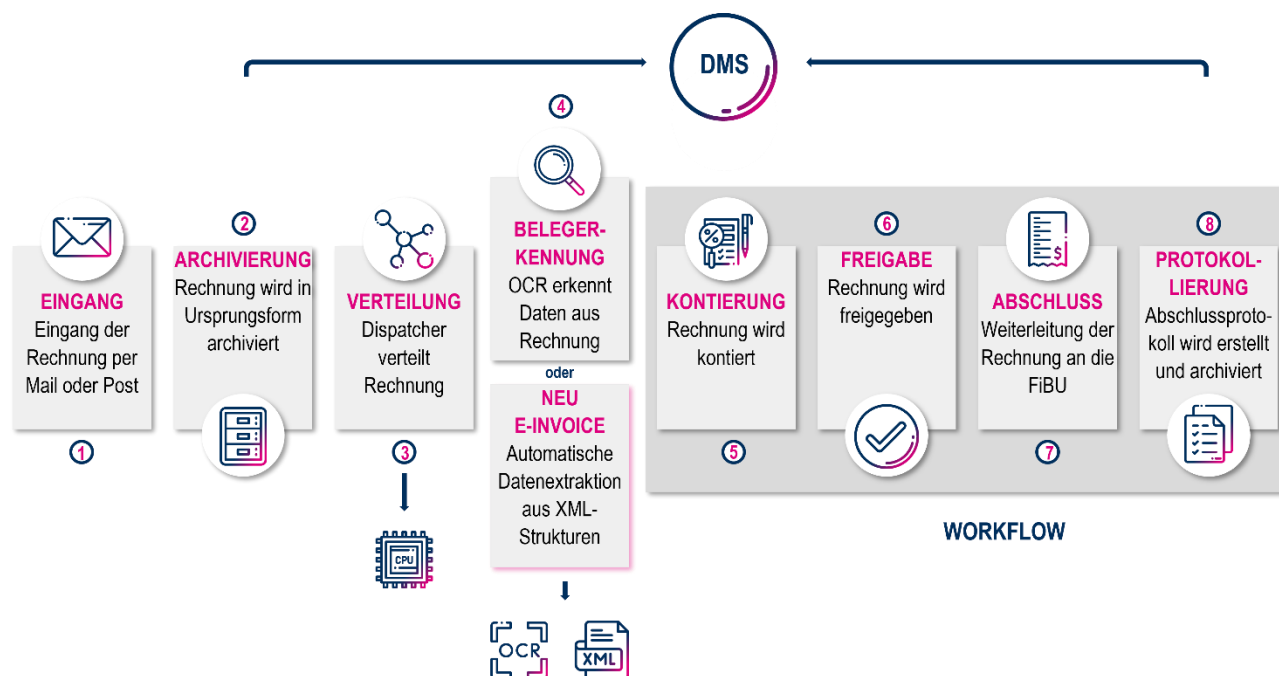 DMS
1
EINGANG
Eingang der
Rechnung per
Mail oder Post
2
ARCHIVIERUNG
Rechnung wird in
Ursprungsform
archiviert
VERTEILUNG
Dispatcher
verteilt
Rechnung
3
CPU
4
BELEGER-
KENNUNG
OCR erkennt
Daten aus
Rechnung
oder
NEU
E-INVOICE
Automatische
Datenextraktion
aus XML-
Strukturen
OCR
XML
KONTIERUNG
Rechnung wird
kontiert
5
6
FREIGABE
Rechnung wird
freigegeben
$
ABSCHLUSS
Weiterleitung der
Rechnung an die
FiBU
7
8
PROTOKOL-
LIERUNG
Abschlussproto-
koll wird erstellt
und archiviert
WORKFLOW